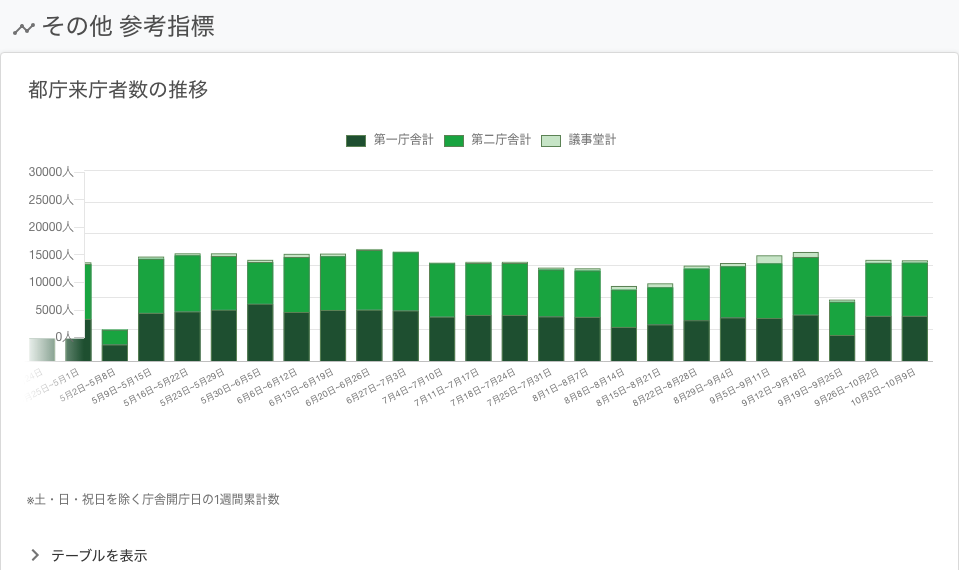 その他 参考指標
都庁来庁者数の推移
第一庁舎計 第二庁舎計 議事堂計
30000人
25000人
20000人
15000人
10000人
5000人
0人
5月2日~5月8日
5月9日~5月15日
5月16日~5月22日
5月23日~5月29日
5月30日~6月5日
6月6日~6月12日
6月13日~6月19日
6月20日~6月26日
6月27日~7月3日
7月4日~7月10日
7月11日~7月17日
7月18日~7月24日
7月25日~7月31日
8月1日~8月7日
8月8日~8月14日
8月15日~8月21日
8月22日~8月28日
8月29日~9月4日
9月5日~9月11日
9月12日~9月18日
9月19日~9月25日
9月26日~10月2日
10月3日~10月9日
※土・日・祝日を除く庁舎開庁日の1週間累計数
テーブルを表示